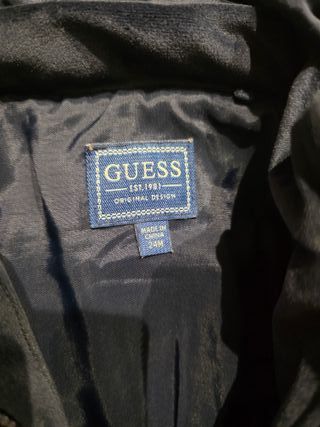 GUESS
EST. 1981
ORIGINAL DESIGN
MADE IN
CHINA
24M